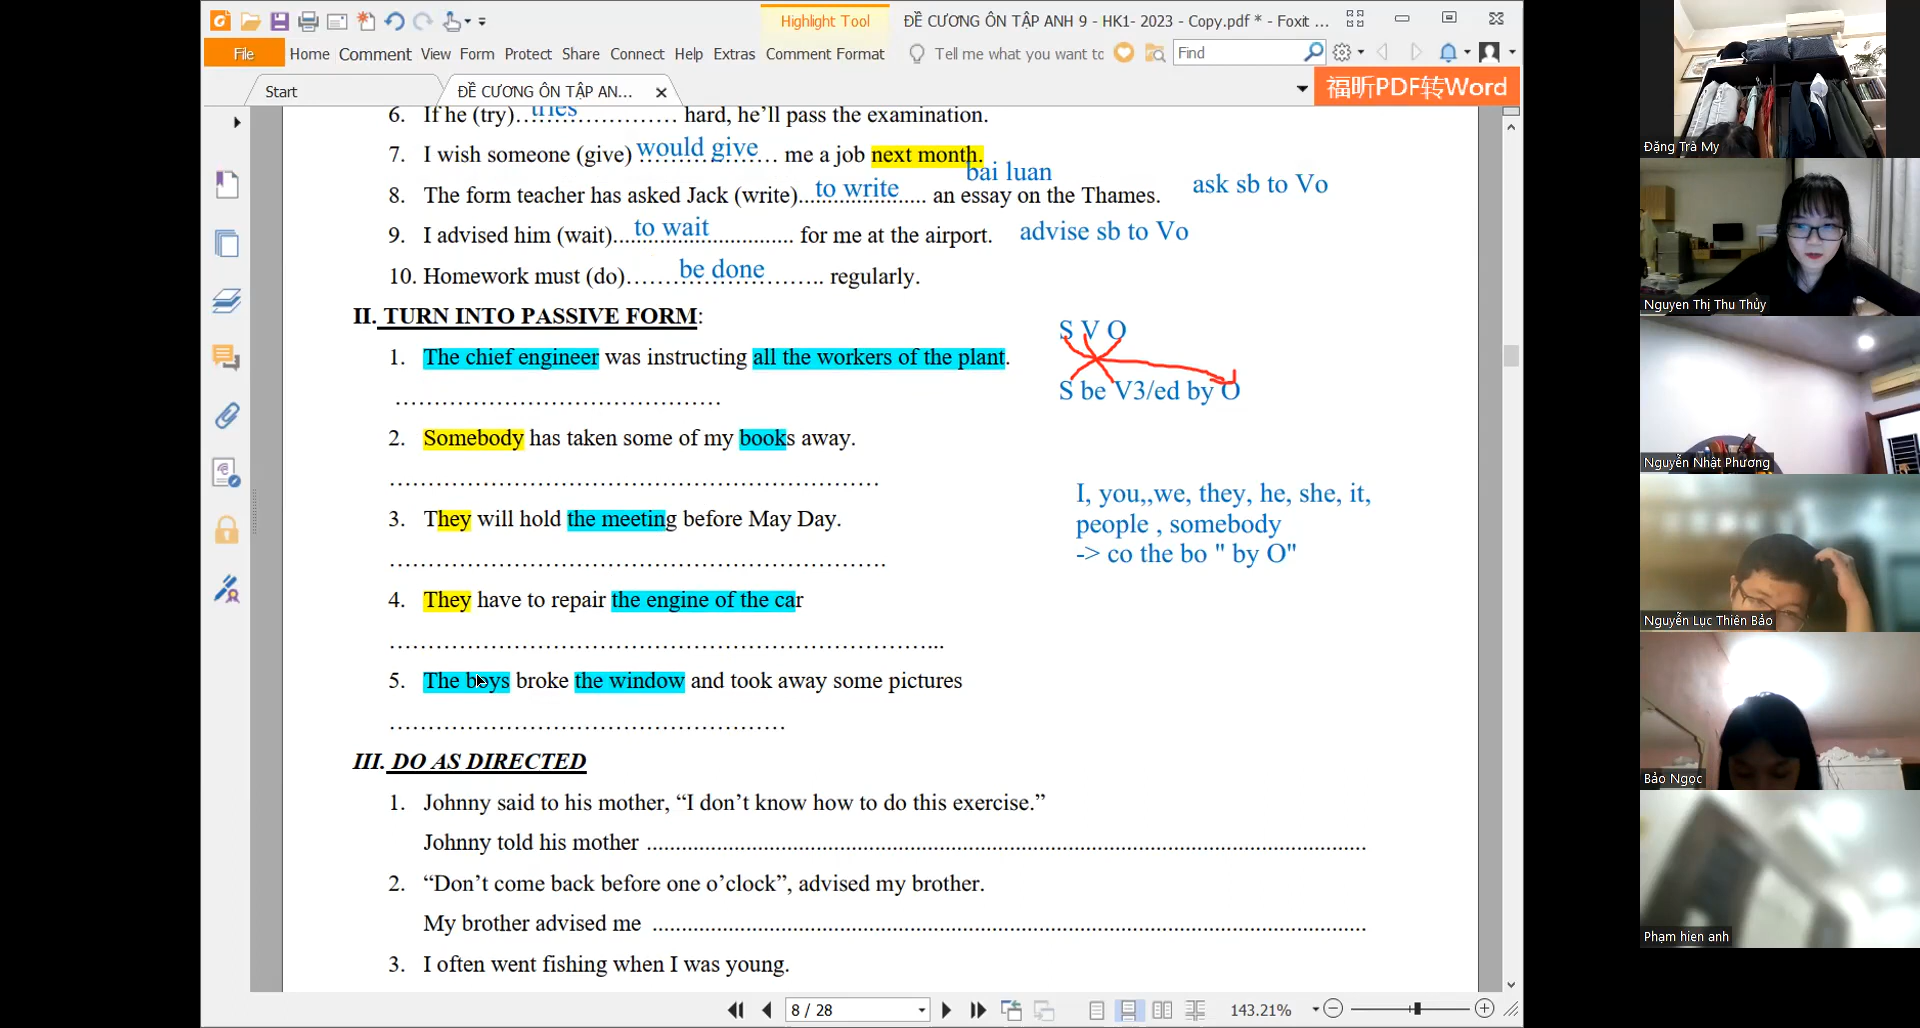 Highlight Tool
ĐỀ CƯƠNG ÔN TẬP ANH 9 - HK1- 2023 - Copy.pdf * - Foxit ...
File Home Comment View Form Protect Share Connect Help Extras Comment Format Tell me what you want to Find
Start ĐỀ CƯƠNG ÔN TẬP AN... 福昕PDF转Word
6. If he (try)………………… hard, he’ll pass the examination.
tries
7. I wish someone (give) ……………… me a job next month.
would give
bai luan
8. The form teacher has asked Jack (write)...................... an essay on the Thames.
to write
ask sb to Vo
9. I advised him (wait)............................... for me at the airport.
to wait
advise sb to Vo
10. Homework must (do)…………………….. regularly.
be done
II. TURN INTO PASSIVE FORM:
S V O
1. The chief engineer was instructing all the workers of the plant.
S be V3/ed by O
……………………………………
2. Somebody has taken some of my books away.
………………………………………………………
I, you,,we, they, he, she, it,
people , somebody
-> co the bo " by O"
3. They will hold the meeting before May Day.
……………………………………………………….
4. They have to repair the engine of the car
……………………………………………………………...
5. The boys broke the window and took away some pictures
……………………………………………
III. DO AS DIRECTED
1. Johnny said to his mother, “I don’t know how to do this exercise.”
Johnny told his mother ........................................................................................................................
2. “Don’t come back before one o’clock”, advised my brother.
My brother advised me ........................................................................................................................
3. I often went fishing when I was young.
8 / 28
143.21%
Đặng Trà My
Nguyen Thị Thu Thủy
Nguyễn Nhật Phương
Nguyễn Lục Thiên Bảo
Bảo Ngọc
Phạm hien anh